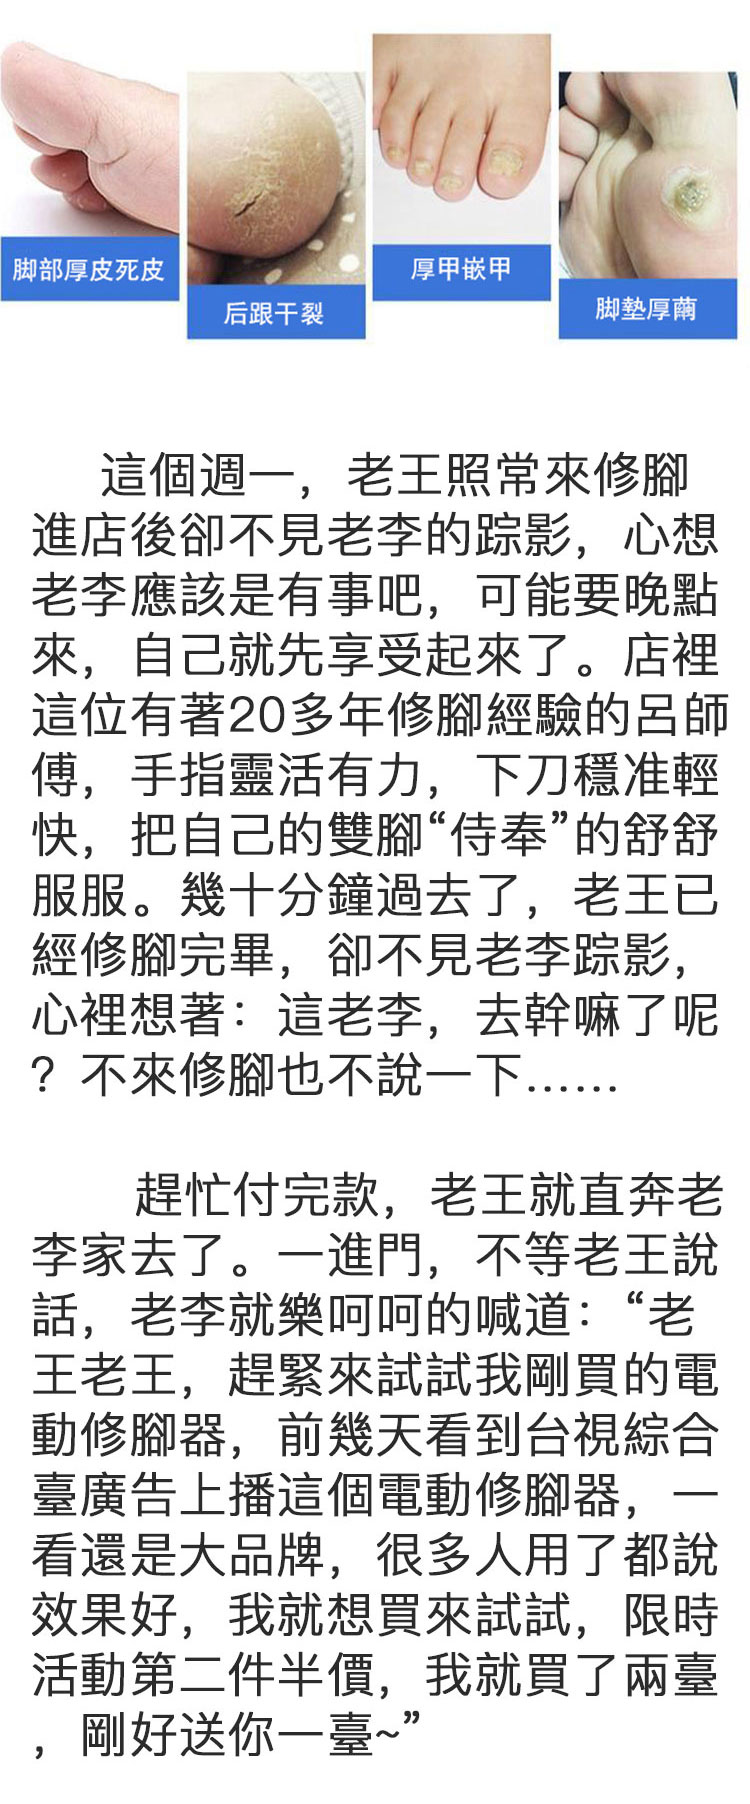 脚部厚皮死皮
后跟干裂
厚甲嵌甲
脚墊厚繭
這個週一，老王照常來修腳
進店後卻不見老李的踪影，心想
老李應該是有事吧，可能要晚點
來，自己就先享受起來了。店裡
這位有著20多年修腳經驗的呂師
傅，手指靈活有力，下刀穩准輕
快，把自己的雙腳“侍奉”的舒舒
服服。幾十分鐘過去了，老王已
經修腳完畢，卻不見老李踪影，
心裡想著：這老李，去幹嘛了呢
？不來修腳也不說一下……
趕忙付完款，老王就直奔老
李家去了。一進門，不等老王說
話，老李就樂呵呵的喊道：“老
王老王，趕緊來試試我剛買的電
動修腳器，前幾天看到台視綜合
臺廣告上播這個電動修腳器，一
看還是大品牌，很多人用了都說
效果好，我就想買來試試，限時
活動第二件半價，我就買了兩臺
，剛好送你一臺~”